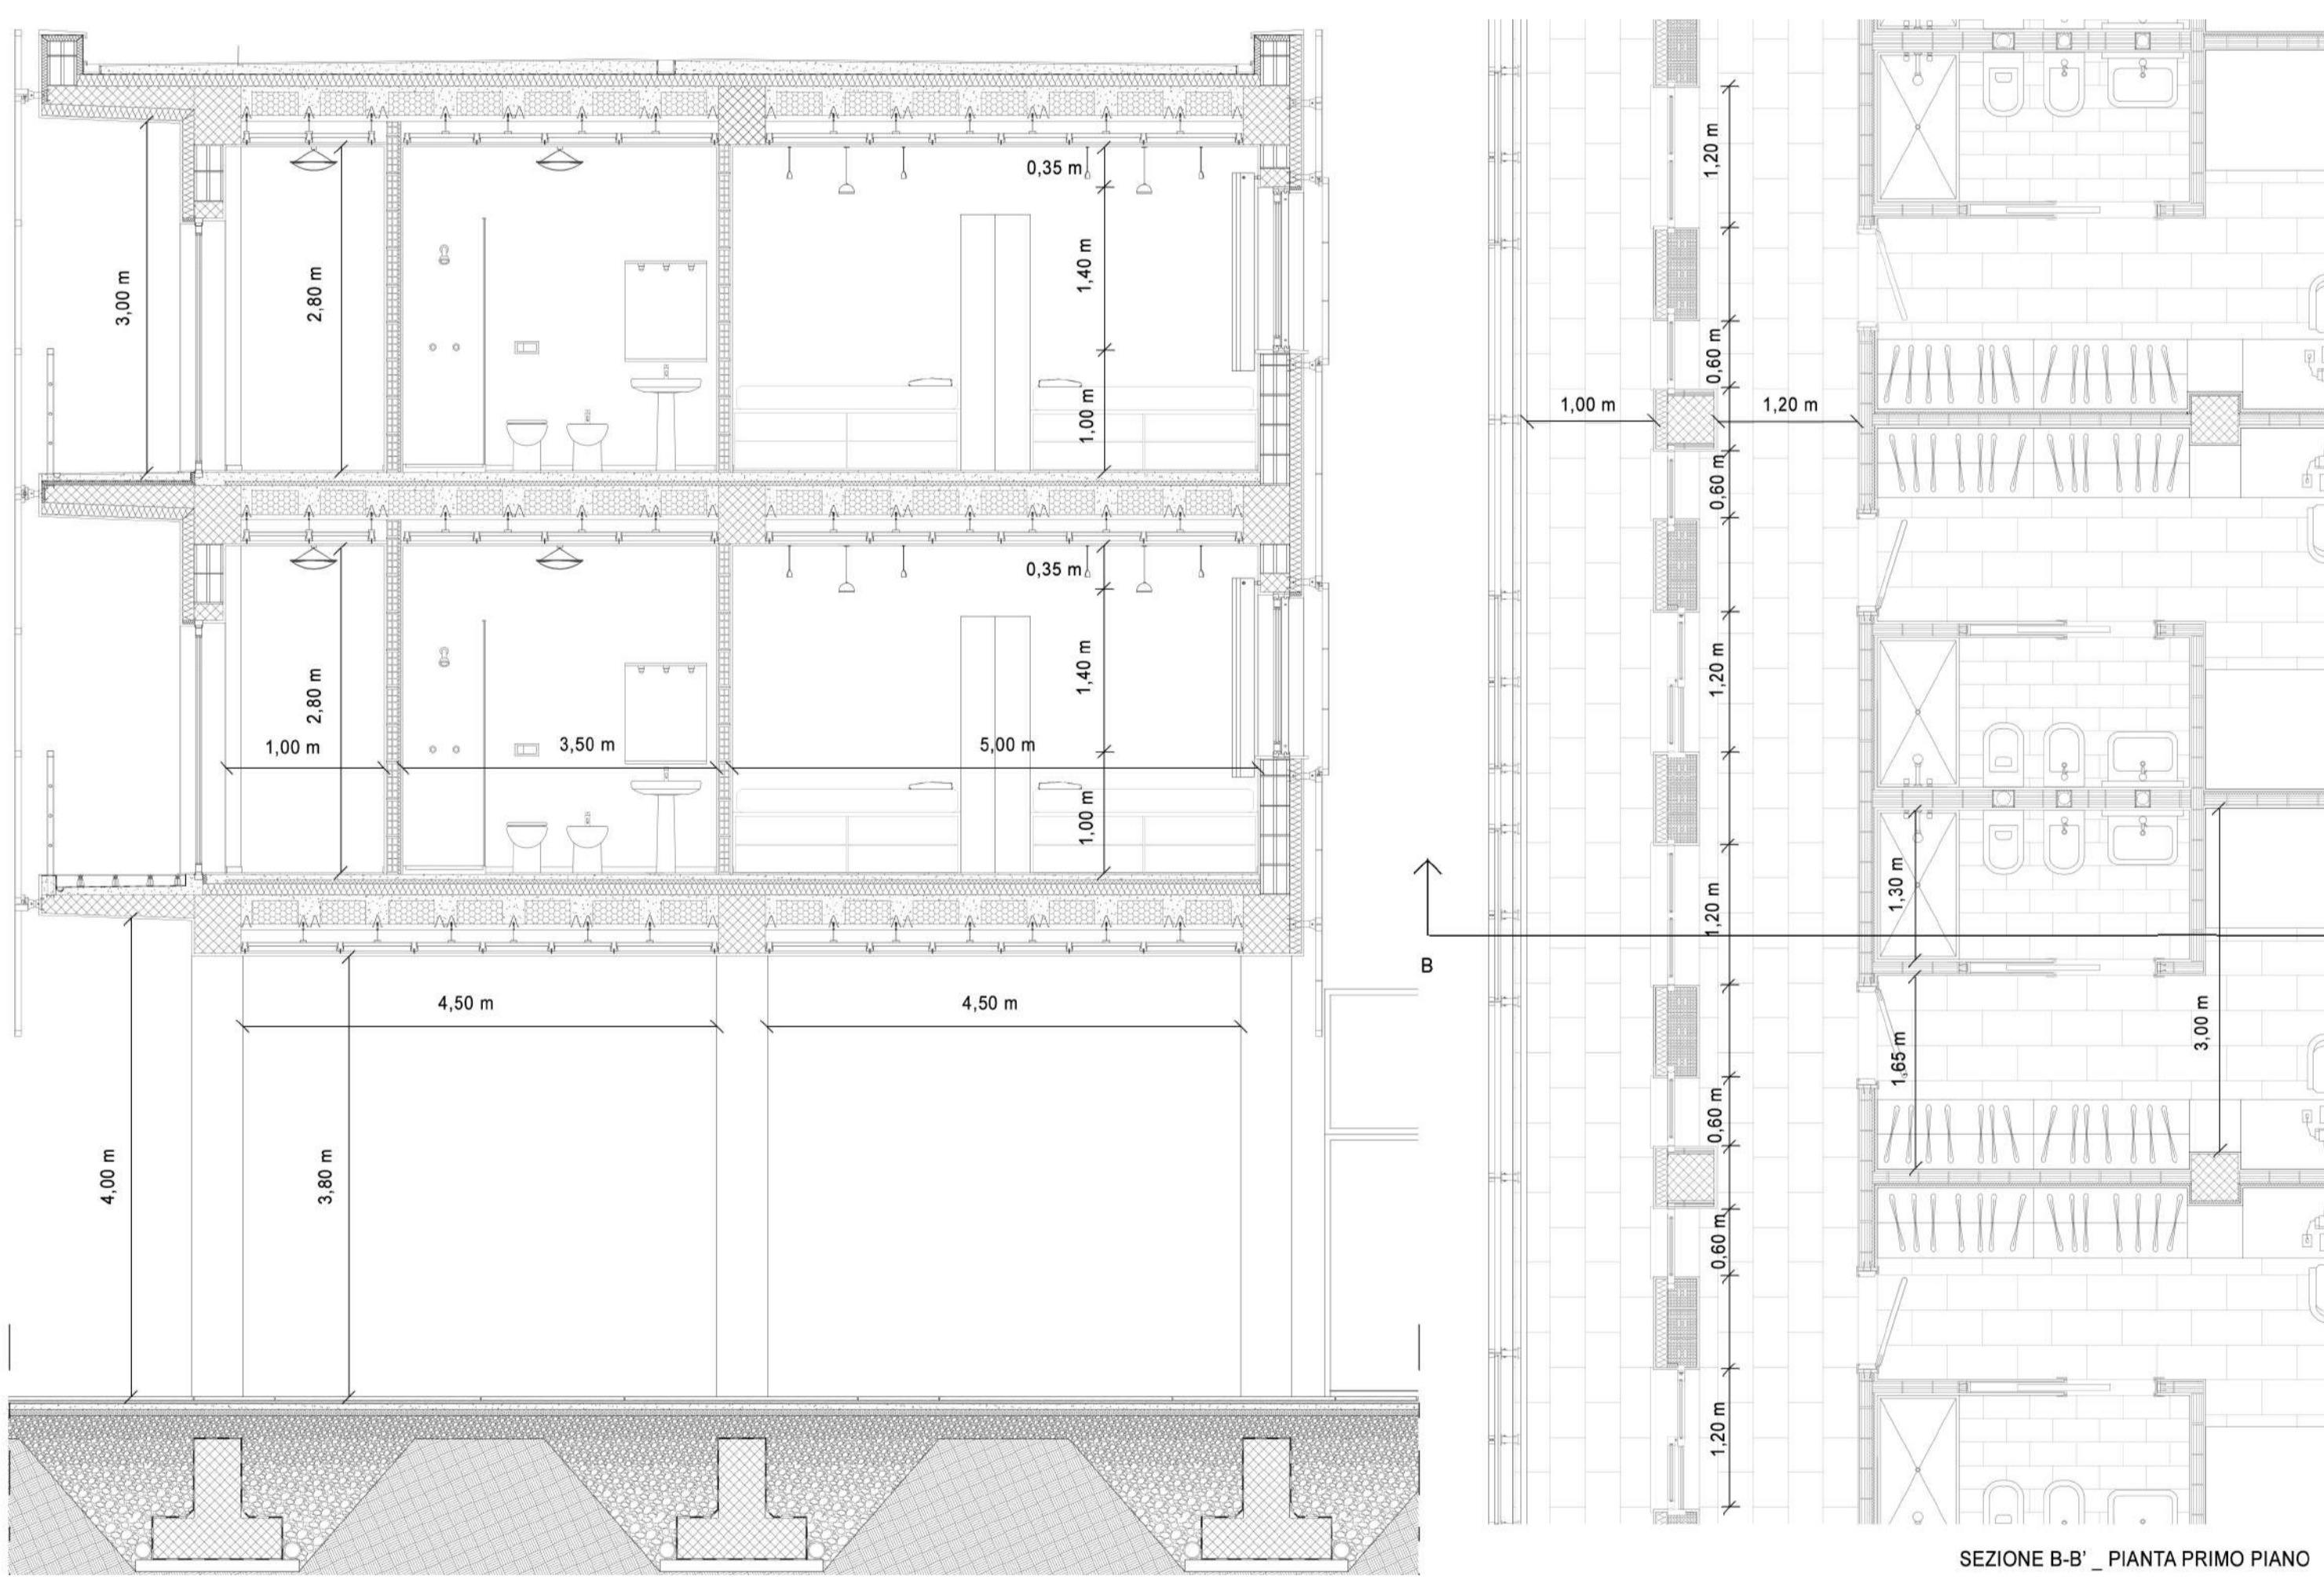 0,35 m
3,00 m
2,80 m
1,40 m
1,00 m
0,35 m
2,80 m
1,40 m
1,00 m
3,50 m
5,00 m
1,00 m
4,50 m
4,50 m
4,00 m
3,80 m
1,20 m
0,60 m
1,00 m
1,20 m
0,60 m
1,20 m
1,30 m
1,20 m
B
3,00 m
1,65 m
0,60 m
0,60 m
1,20 m
SEZIONE B-B' _ PIANTA PRIMO PIANO